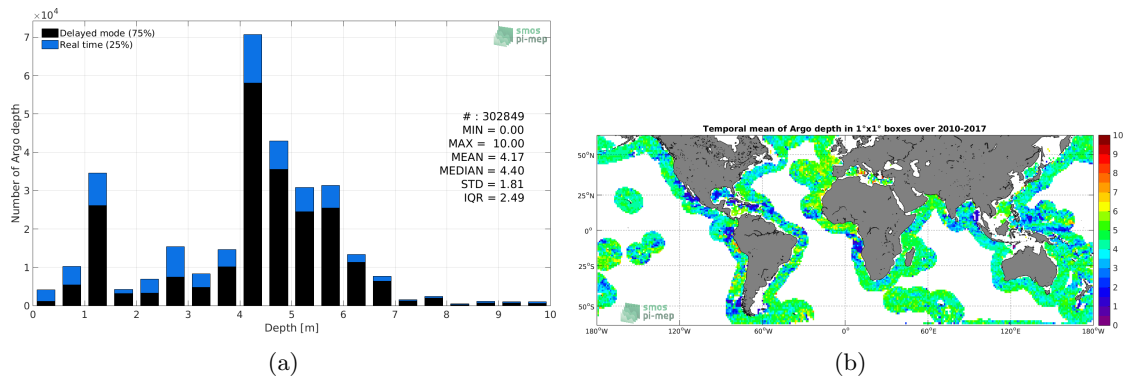 ×10⁴
7
6
5
4
3
2
1
0
Number of Argo depth
Delayed mode (75%)
Real time (25%)
smos
pi-mep
# : 302849
MIN = 0.00
MAX = 10.00
MEAN = 4.17
MEDIAN = 4.40
STD = 1.81
IQR = 2.49
0 1 2 3 4 5 6 7 8 9 10
Depth [m]
(a)
Temporal mean of Argo depth in 1°x1° boxes over 2010-2017
50°N
25°N
0°
25°S
50°S
smos
pi-mep
180°W 120°W 60°W 0° 60°E 120°E 180°W
10
9
8
7
6
5
4
3
2
1
0
(b)